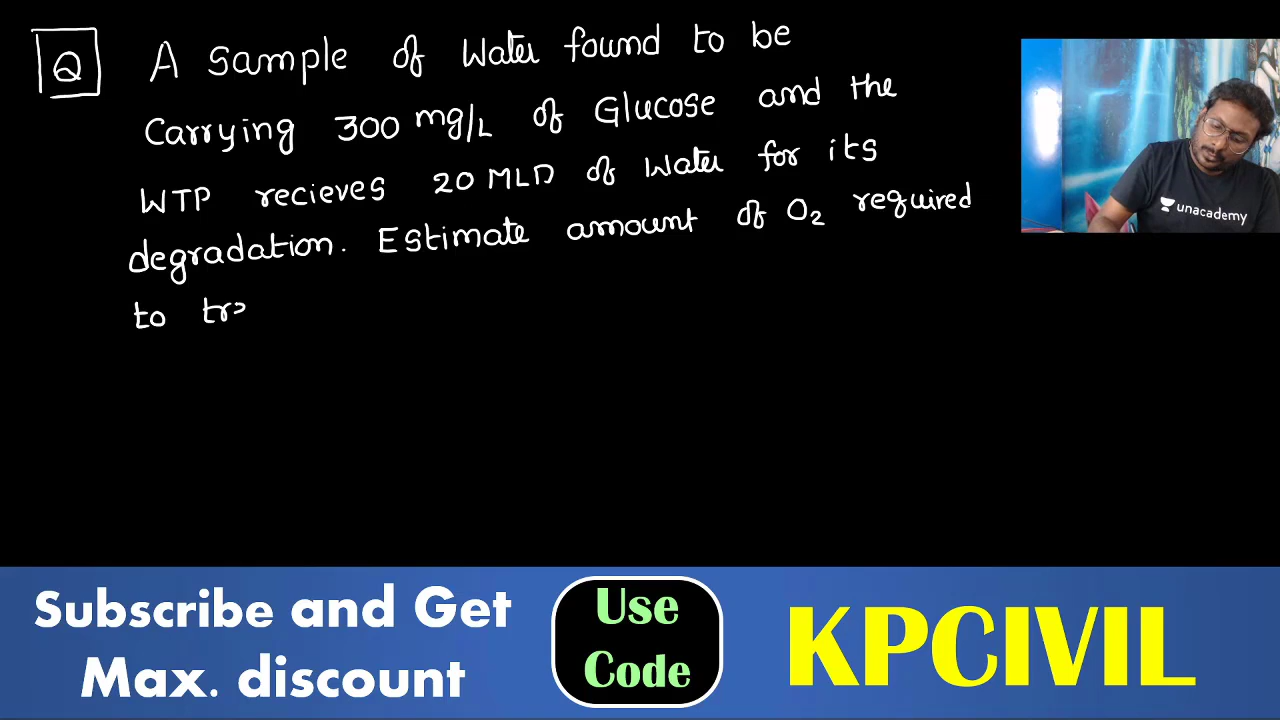 Q A Sample of Water found to be
Carrying 300 mg/L of Glucose and the
WTP recieves 20 MLD of Water for its
degradation. Estimate amount of O2 required
to
unacademy
Subscribe and Get
Max. discount
Use
Code
KPCIVIL